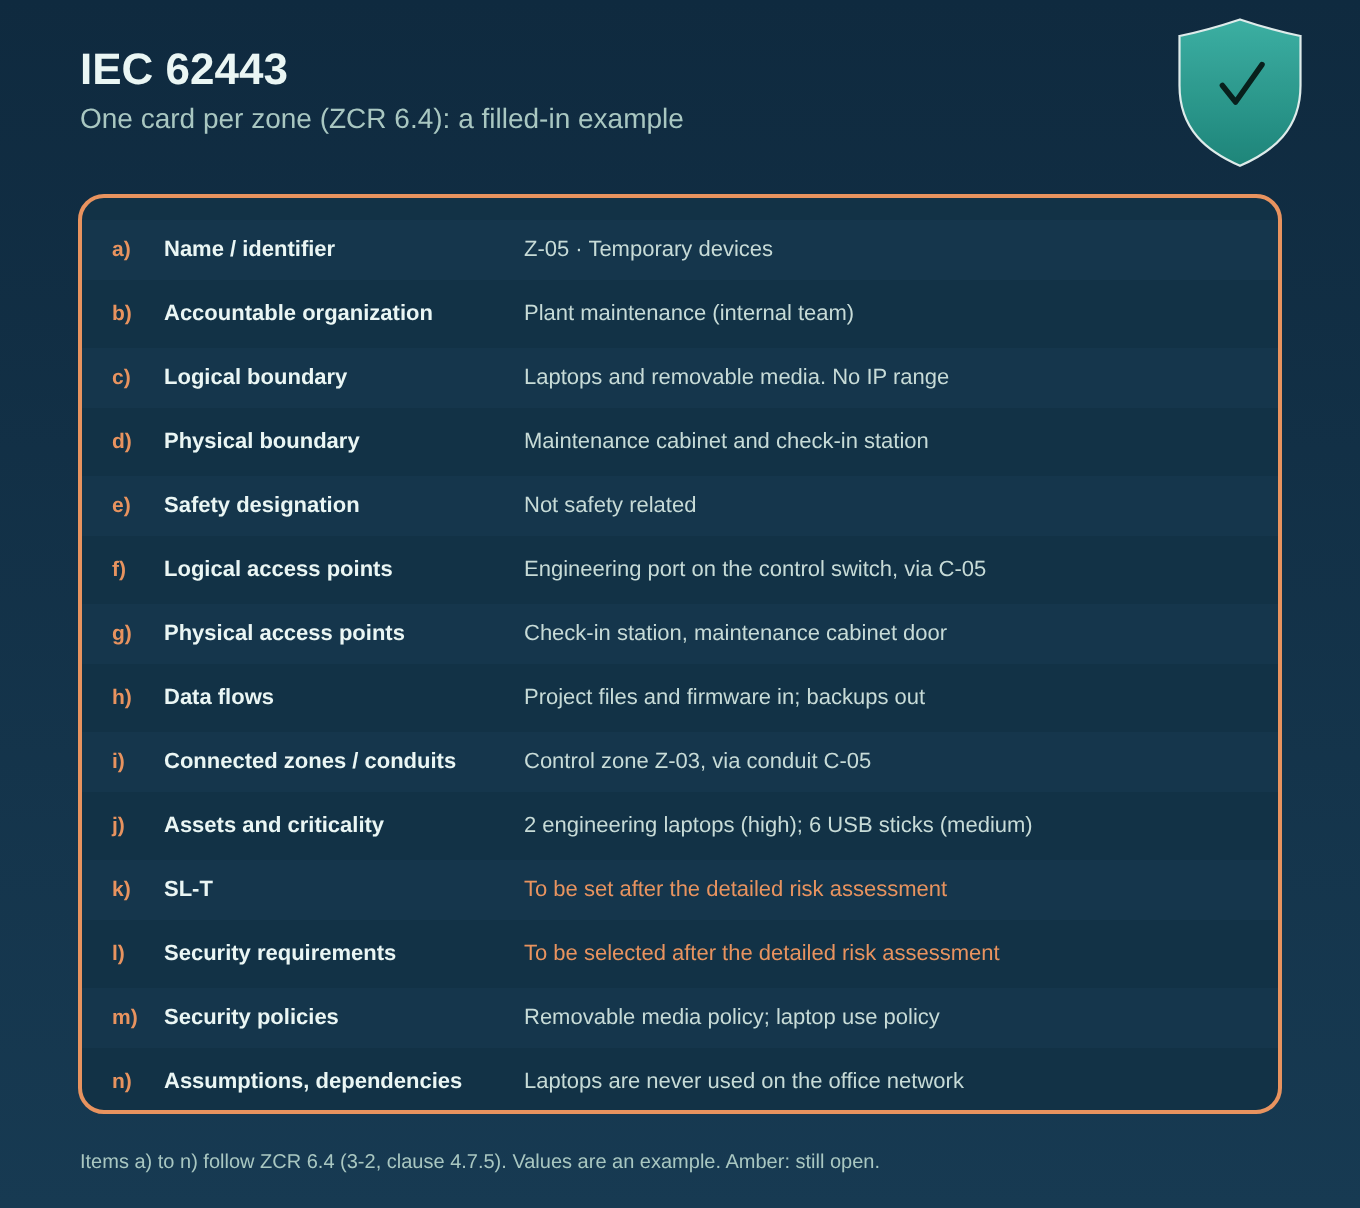 IEC 62443
One card per zone (ZCR 6.4): a filled-in example
a) Name / identifier Z-05 · Temporary devices
b) Accountable organization Plant maintenance (internal team)
c) Logical boundary Laptops and removable media. No IP range
d) Physical boundary Maintenance cabinet and check-in station
e) Safety designation Not safety related
f) Logical access points Engineering port on the control switch, via C-05
g) Physical access points Check-in station, maintenance cabinet door
h) Data flows Project files and firmware in; backups out
i) Connected zones / conduits Control zone Z-03, via conduit C-05
j) Assets and criticality 2 engineering laptops (high); 6 USB sticks (medium)
k) SL-T To be set after the detailed risk assessment
l) Security requirements To be selected after the detailed risk assessment
m) Security policies Removable media policy; laptop use policy
n) Assumptions, dependencies Laptops are never used on the office network
Items a) to n) follow ZCR 6.4 (3-2, clause 4.7.5). Values are an example. Amber: still open.